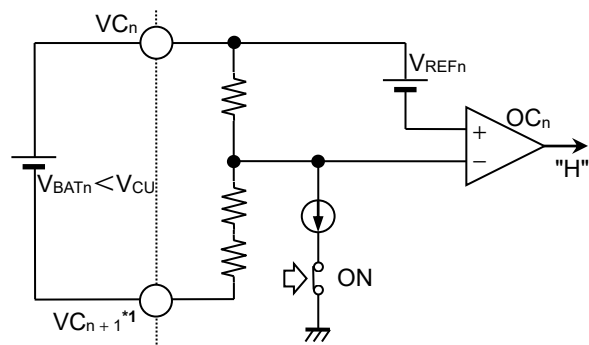 VCn
VREFn
OCn
+
−
"H"
VBATn＜VCU
ON
VCn + 1*1